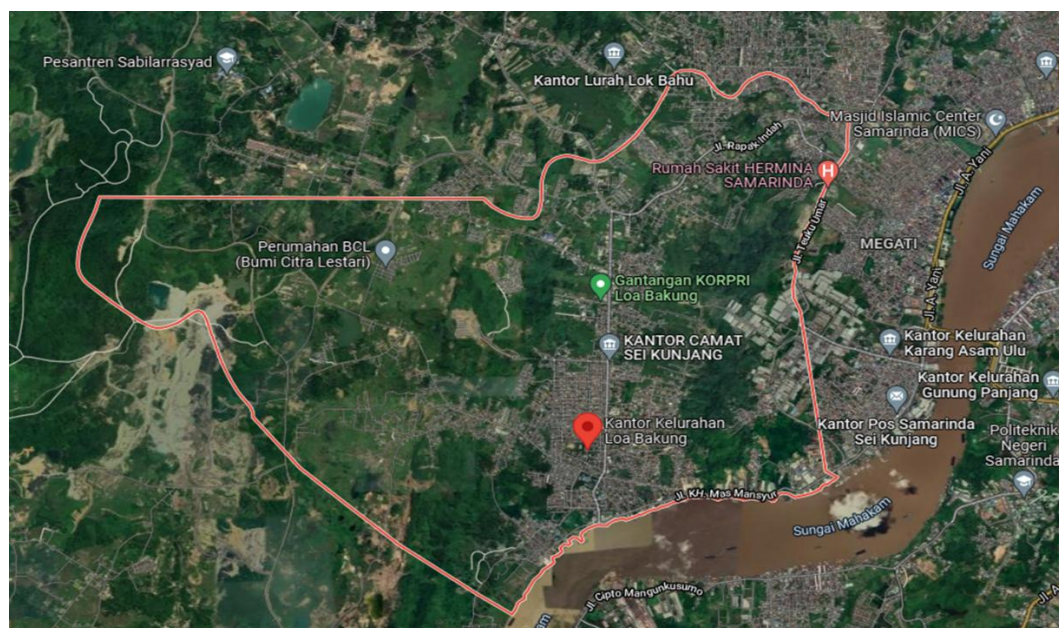 Pesantren Sabilarrasyad
Kantor Lurah Lok Bahu
Masjid Islamic Center
Samarinda (MICS)
Jl. Rapak Indah
Jl. A. Yani
Rumah Sakit HERMINA
SAMARINDA
Jl. Teuku Umar
MEGATI
Sungai Mahakam
Perumahan BCL
(Bumi Citra Lestari)
Gantangan KORPRI
Loa Bakung
Jl. A. Yani
KANTOR CAMAT
SEI KUNJANG
Kantor Kelurahan
Karang Asam Ulu
Kantor Kelurahan
Gunung Panjang
Kantor Kelurahan
Loa Bakung
Kantor Pos Samarinda
Sei Kunjang
Politeknik
Negeri
Samarinda
Jl. KH. Mas Mansyur
Sungai Mahakam
Jl. Cipto Mangunkusumo
Jl. A